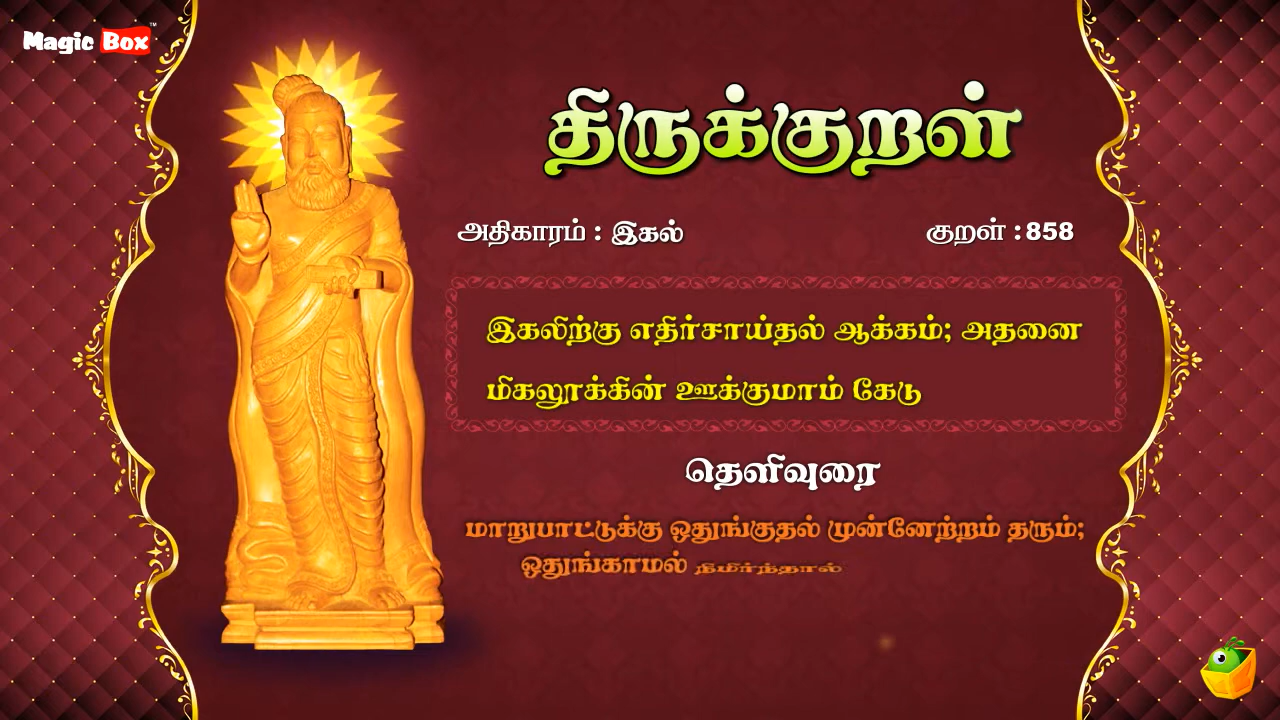 Magic Box™
திருக்குறள்
அதிகாரம் : இகல் குறள் :858
இகலிற்கு எதிர்சாய்தல் ஆக்கம்; அதனை
மிகலூக்கின் ஊக்குமாம் கேடு
தெளிவுரை
மாறுபாட்டுக்கு ஒதுங்குதல் முன்னேற்றம் தரும்;
ஒதுங்காமல் நிமிர்ந்தால்